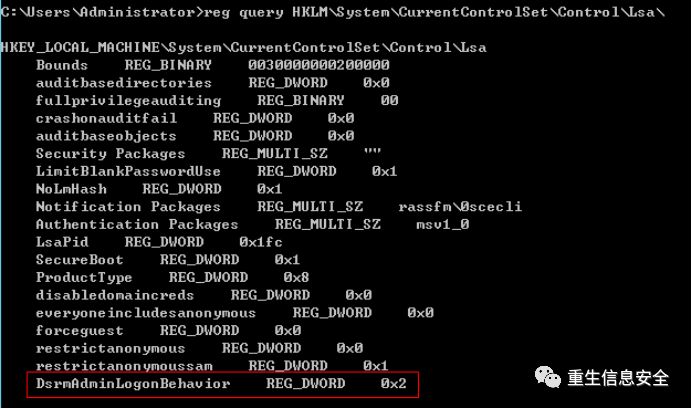 C:\Users\Administrator>reg query HKLM\System\CurrentControlSet\Control\Lsa\
HKEY_LOCAL_MACHINE\System\CurrentControlSet\Control\Lsa
Bounds    REG_BINARY    0030000000200000
auditbasedirectories    REG_DWORD    0x0
fullprivilegeauditing    REG_BINARY    00
crashonauditfail    REG_DWORD    0x0
auditbaseobjects    REG_DWORD    0x0
Security Packages    REG_MULTI_SZ    ""
LimitBlankPasswordUse    REG_DWORD    0x1
NoLmHash    REG_DWORD    0x1
Notification Packages    REG_MULTI_SZ    rassfm\0scecli
Authentication Packages    REG_MULTI_SZ    msv1_0
LsaPid    REG_DWORD    0x1fc
SecureBoot    REG_DWORD    0x1
ProductType    REG_DWORD    0x8
disabledomaincreds    REG_DWORD    0x0
everyoneincludesanonymous    REG_DWORD    0x0
forceguest    REG_DWORD    0x0
restrictanonymous    REG_DWORD    0x0
restrictanonymoussam    REG_DWORD    0x1
DsrmAdminLogonBehavior    REG_DWORD    0x2
重生信息安全